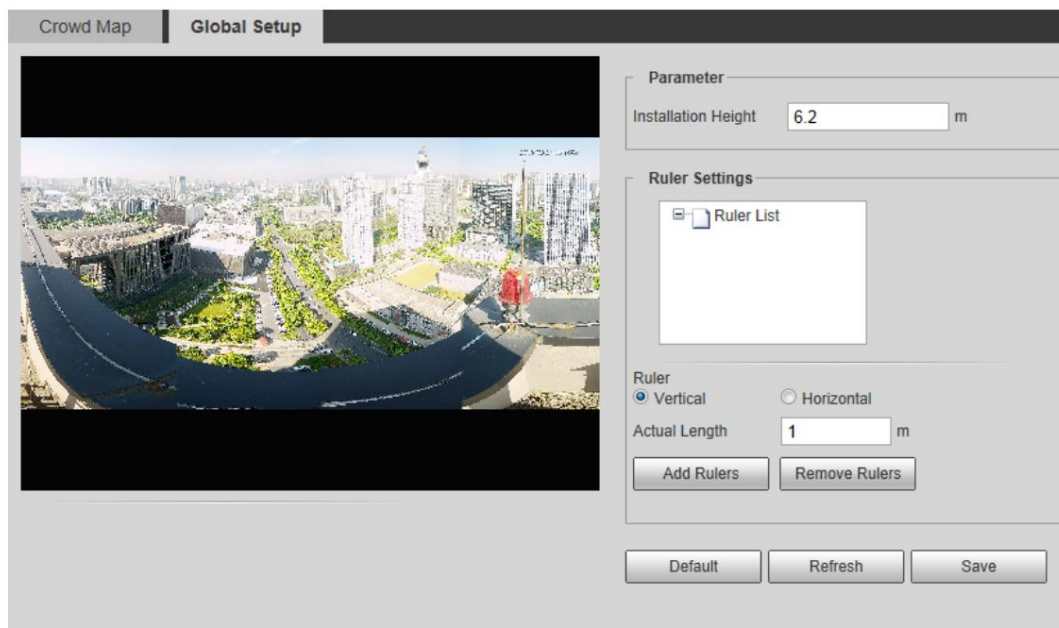 Crowd Map Global Setup
Parameter
Installation Height 6.2 m
Ruler Settings
Ruler List
Ruler
Vertical Horizontal
Actual Length 1 m
Add Rulers Remove Rulers
Default Refresh Save